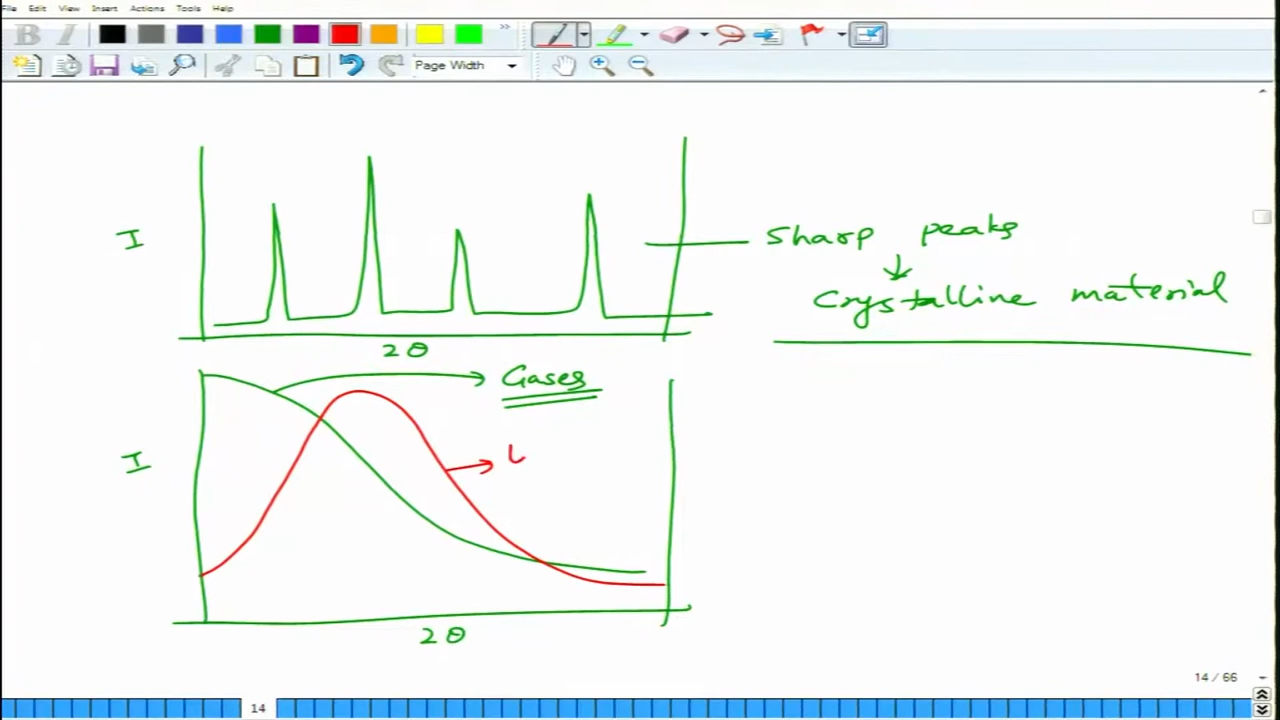 File Edit View Insert Actions Tools Help
B I
Page Width
I
2θ
Sharp peaks
↓
Crystalline material
Gases
I
L
2θ
14 / 66
14